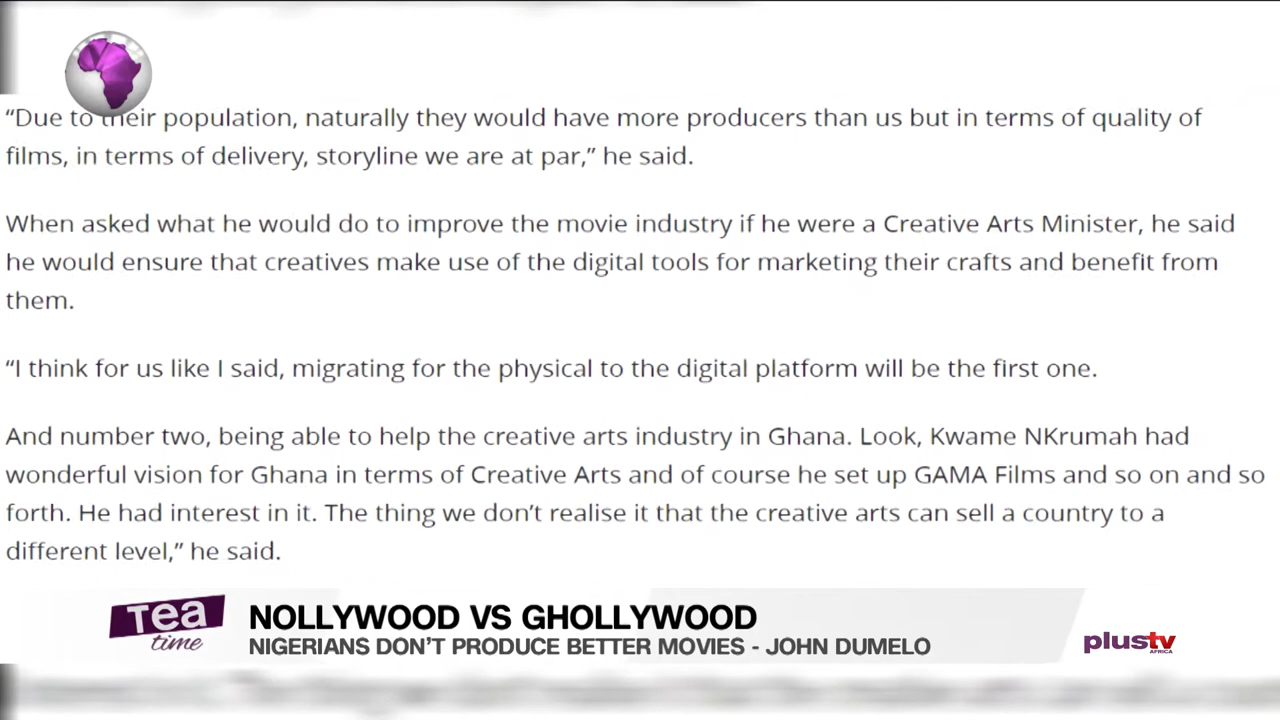 “Due to their population, naturally they would have more producers than us but in terms of quality of
films, in terms of delivery, storyline we are at par,” he said.
When asked what he would do to improve the movie industry if he were a Creative Arts Minister, he said
he would ensure that creatives make use of the digital tools for marketing their crafts and benefit from
them.
“I think for us like I said, migrating for the physical to the digital platform will be the first one.
And number two, being able to help the creative arts industry in Ghana. Look, Kwame NKrumah had
wonderful vision for Ghana in terms of Creative Arts and of course he set up GAMA Films and so on and so
forth. He had interest in it. The thing we don’t realise it that the creative arts can sell a country to a
different level,” he said.
Tea
time
NOLLYWOOD VS GHOLLYWOOD
NIGERIANS DON’T PRODUCE BETTER MOVIES - JOHN DUMELO
plustv
AFRICA